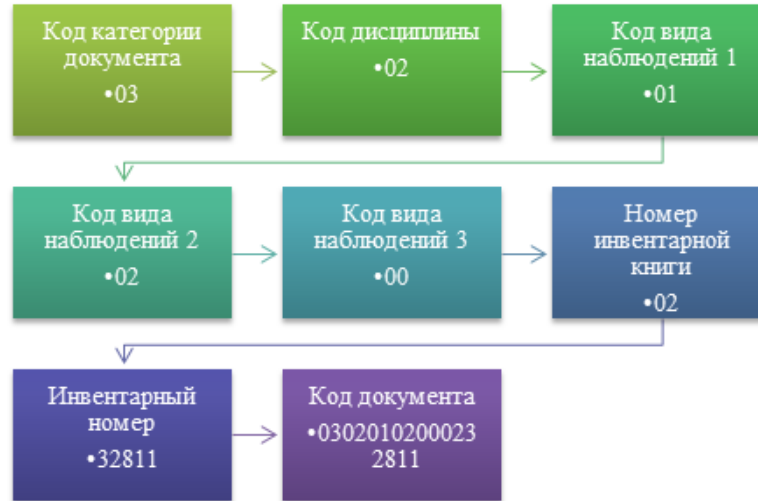 Код категории
документа
•03
Код дисциплины
•02
Код вида
наблюдений 1
•01
Код вида
наблюдений 2
•02
Код вида
наблюдений 3
•00
Номер
инвентарной
книги
•02
Инвентарный
номер
•32811
Код документа
•0302010200023
2811